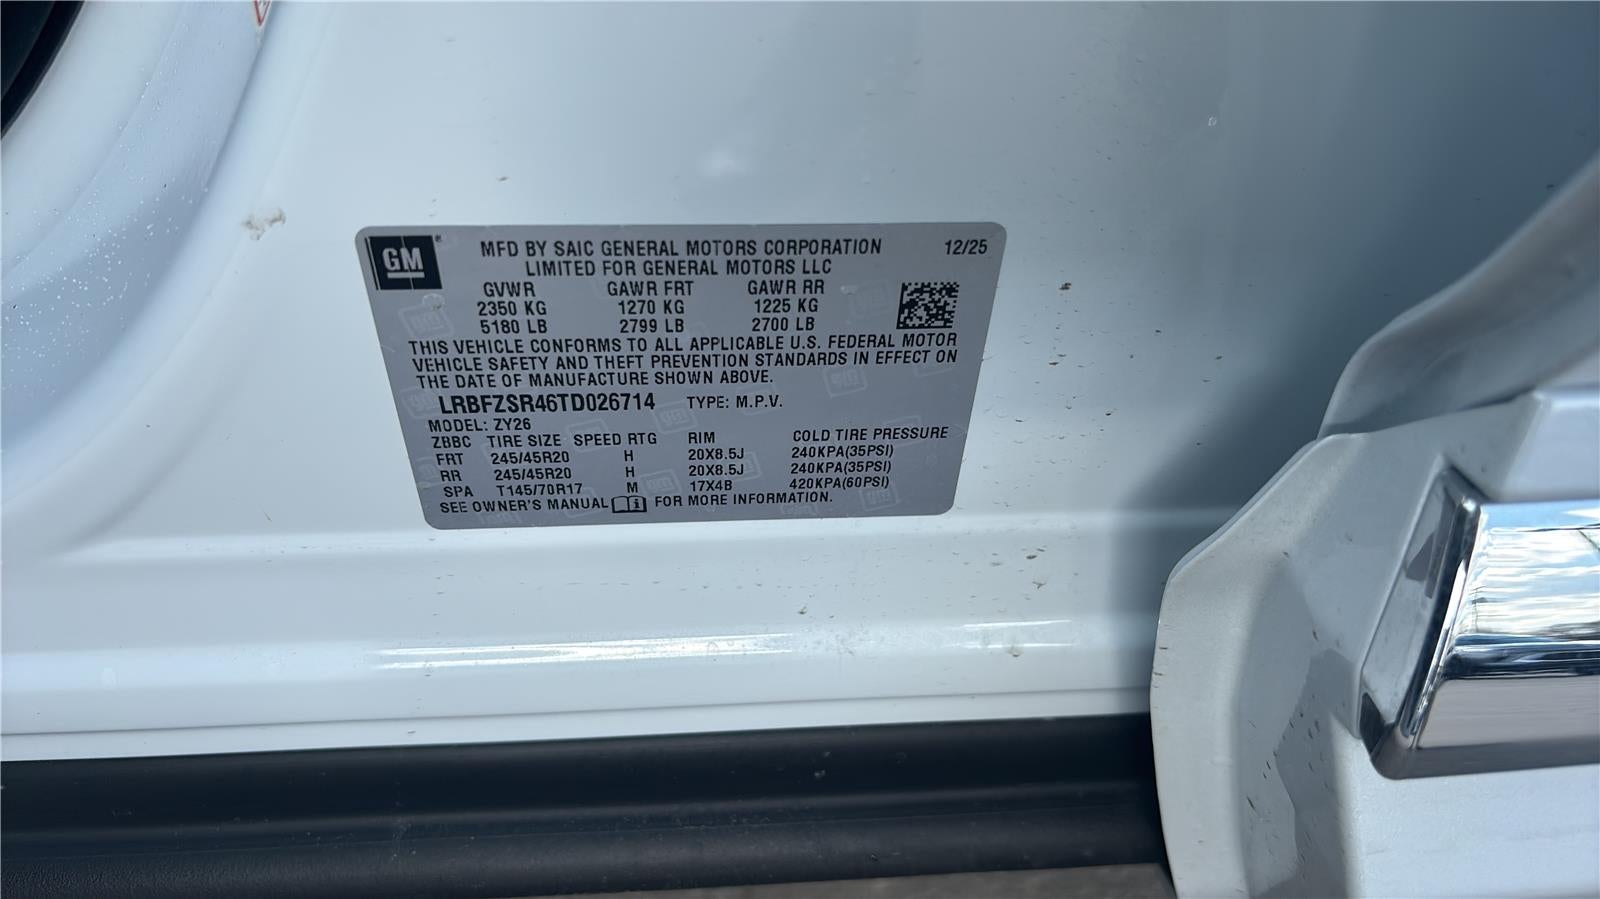 GM
MFD BY SAIC GENERAL MOTORS CORPORATION 12/25
LIMITED FOR GENERAL MOTORS LLC
GVWR GAWR FRT GAWR RR
2350 KG 1270 KG 1225 KG
5180 LB 2799 LB 2700 LB
THIS VEHICLE CONFORMS TO ALL APPLICABLE U.S. FEDERAL MOTOR
VEHICLE SAFETY AND THEFT PREVENTION STANDARDS IN EFFECT ON
THE DATE OF MANUFACTURE SHOWN ABOVE.
LRBFZSR46TD026714 TYPE: M.P.V.
MODEL: ZY26
ZBBC TIRE SIZE SPEED RTG RIM COLD TIRE PRESSURE
FRT 245/45R20 H 20X8.5J 240KPA(35PSI)
RR 245/45R20 H 20X8.5J 240KPA(35PSI)
SPA T145/70R17 M 17X4B 420KPA(60PSI)
SEE OWNER'S MANUAL i FOR MORE INFORMATION.